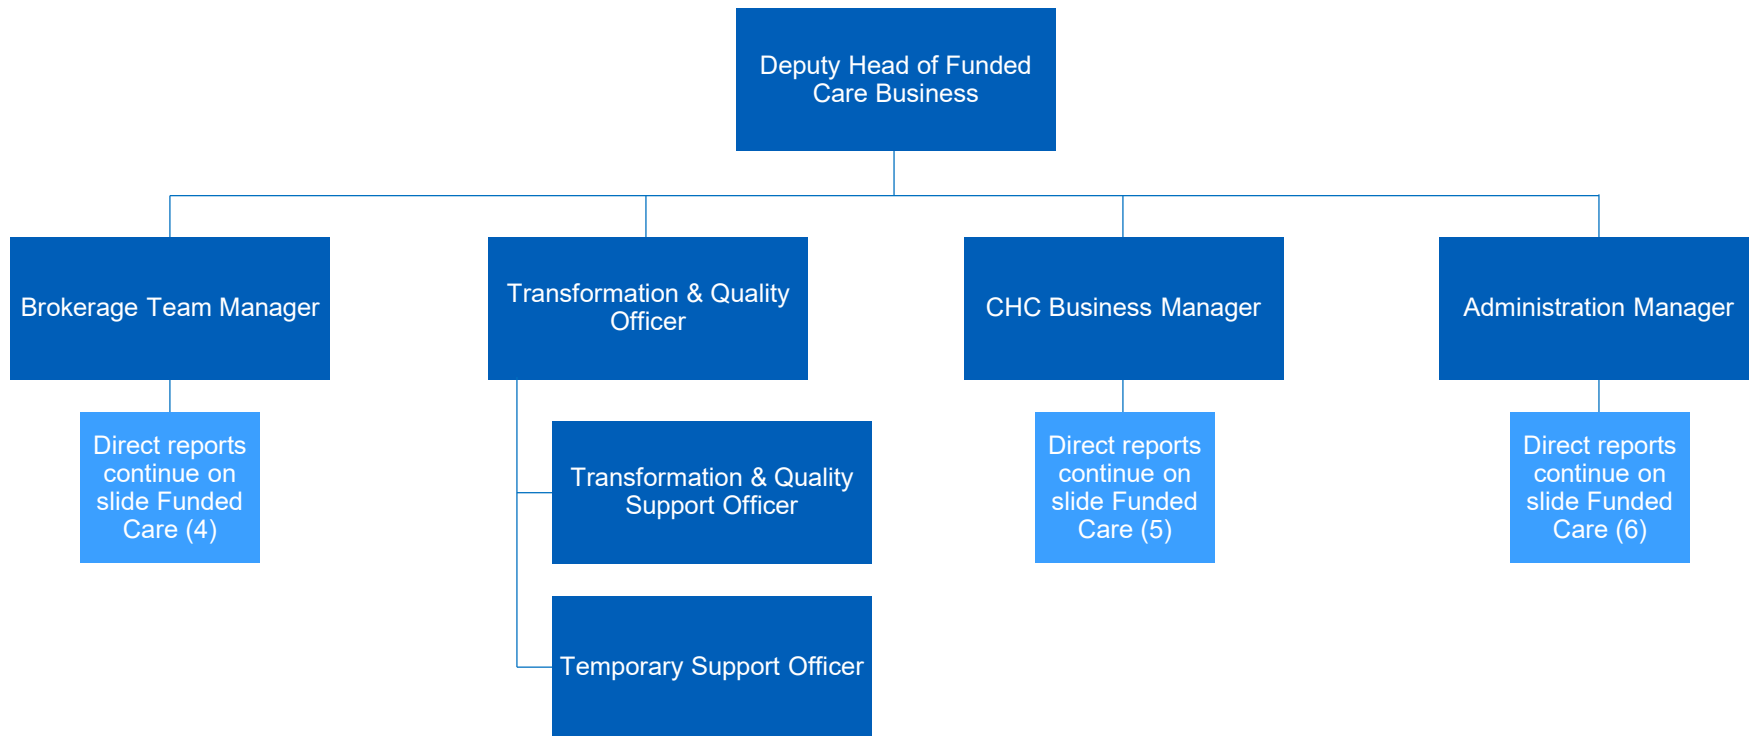 Deputy Head of Funded
Care Business
Brokerage Team Manager
Transformation & Quality
Officer
CHC Business Manager
Administration Manager
Direct reports
continue on
slide Funded
Care (4)
Transformation & Quality
Support Officer
Temporary Support Officer
Direct reports
continue on
slide Funded
Care (5)
Direct reports
continue on
slide Funded
Care (6)